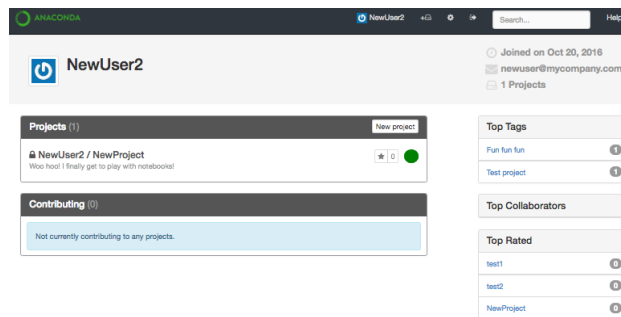 ANACONDA
NewUser2
Search...
Help
NewUser2
Joined on Oct 20, 2016
newuser@mycompany.com
1 Projects
Projects (1)
New project
NewUser2 / NewProject
0
Woo hoo! I finally get to play with notebooks!
Contributing (0)
Not currently contributing to any projects.
Top Tags
Fun fun fun 1
Test project 1
Top Collaborators
Top Rated
test1 0
test2 0
NewProject 0